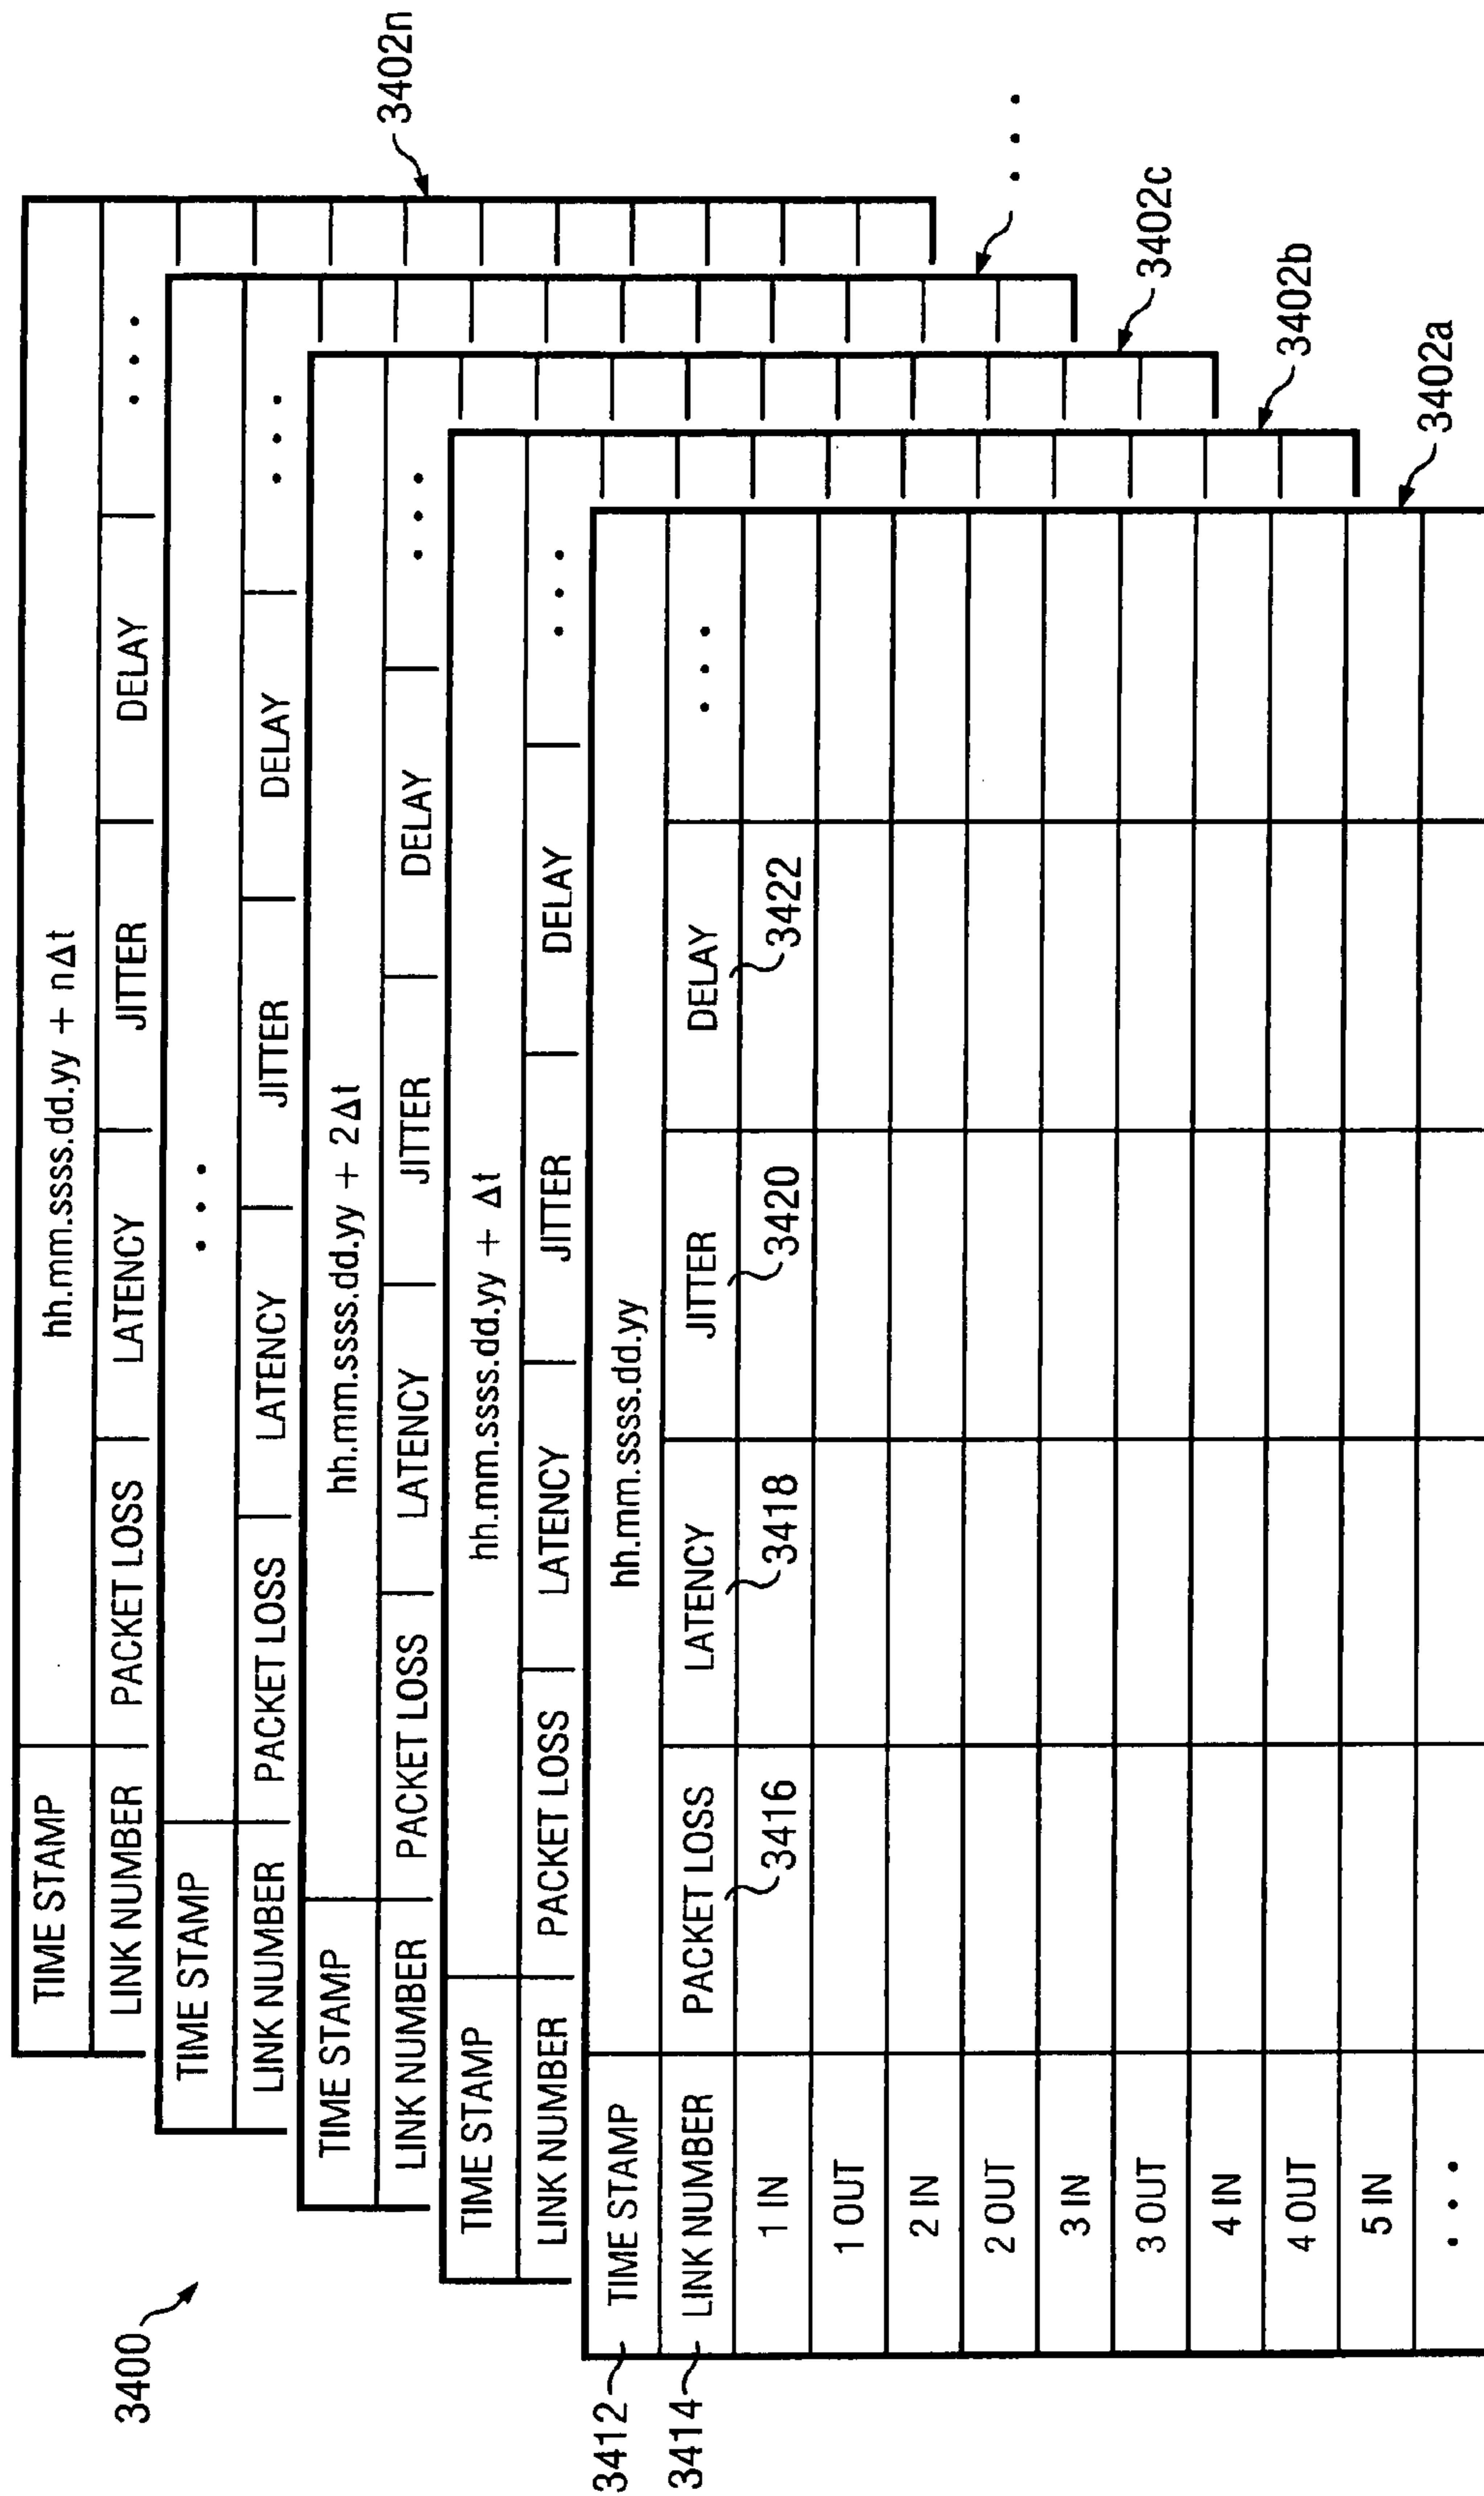 3400
TIME STAMP hh.mm.ssss.dd.yy + nΔt
LINK NUMBER PACKET LOSS LATENCY JITTER DELAY • • •
3402n
TIME STAMP • • •
LINK NUMBER PACKET LOSS LATENCY JITTER DELAY • • •
• • •
TIME STAMP hh.mm.ssss.dd.yy + 2Δt
LINK NUMBER PACKET LOSS LATENCY JITTER DELAY • • •
3402c
TIME STAMP hh.mm.ssss.dd.yy + Δt
LINK NUMBER PACKET LOSS LATENCY JITTER DELAY • • •
3402b
3412 TIME STAMP hh.mm.ssss.dd.yy
3414 LINK NUMBER PACKET LOSS LATENCY JITTER DELAY • • •
1 IN 3416 3418 3420 3422
1 OUT
2 IN
2 OUT
3 IN
3 OUT
4 IN
4 OUT
5 IN
3402a
• • •